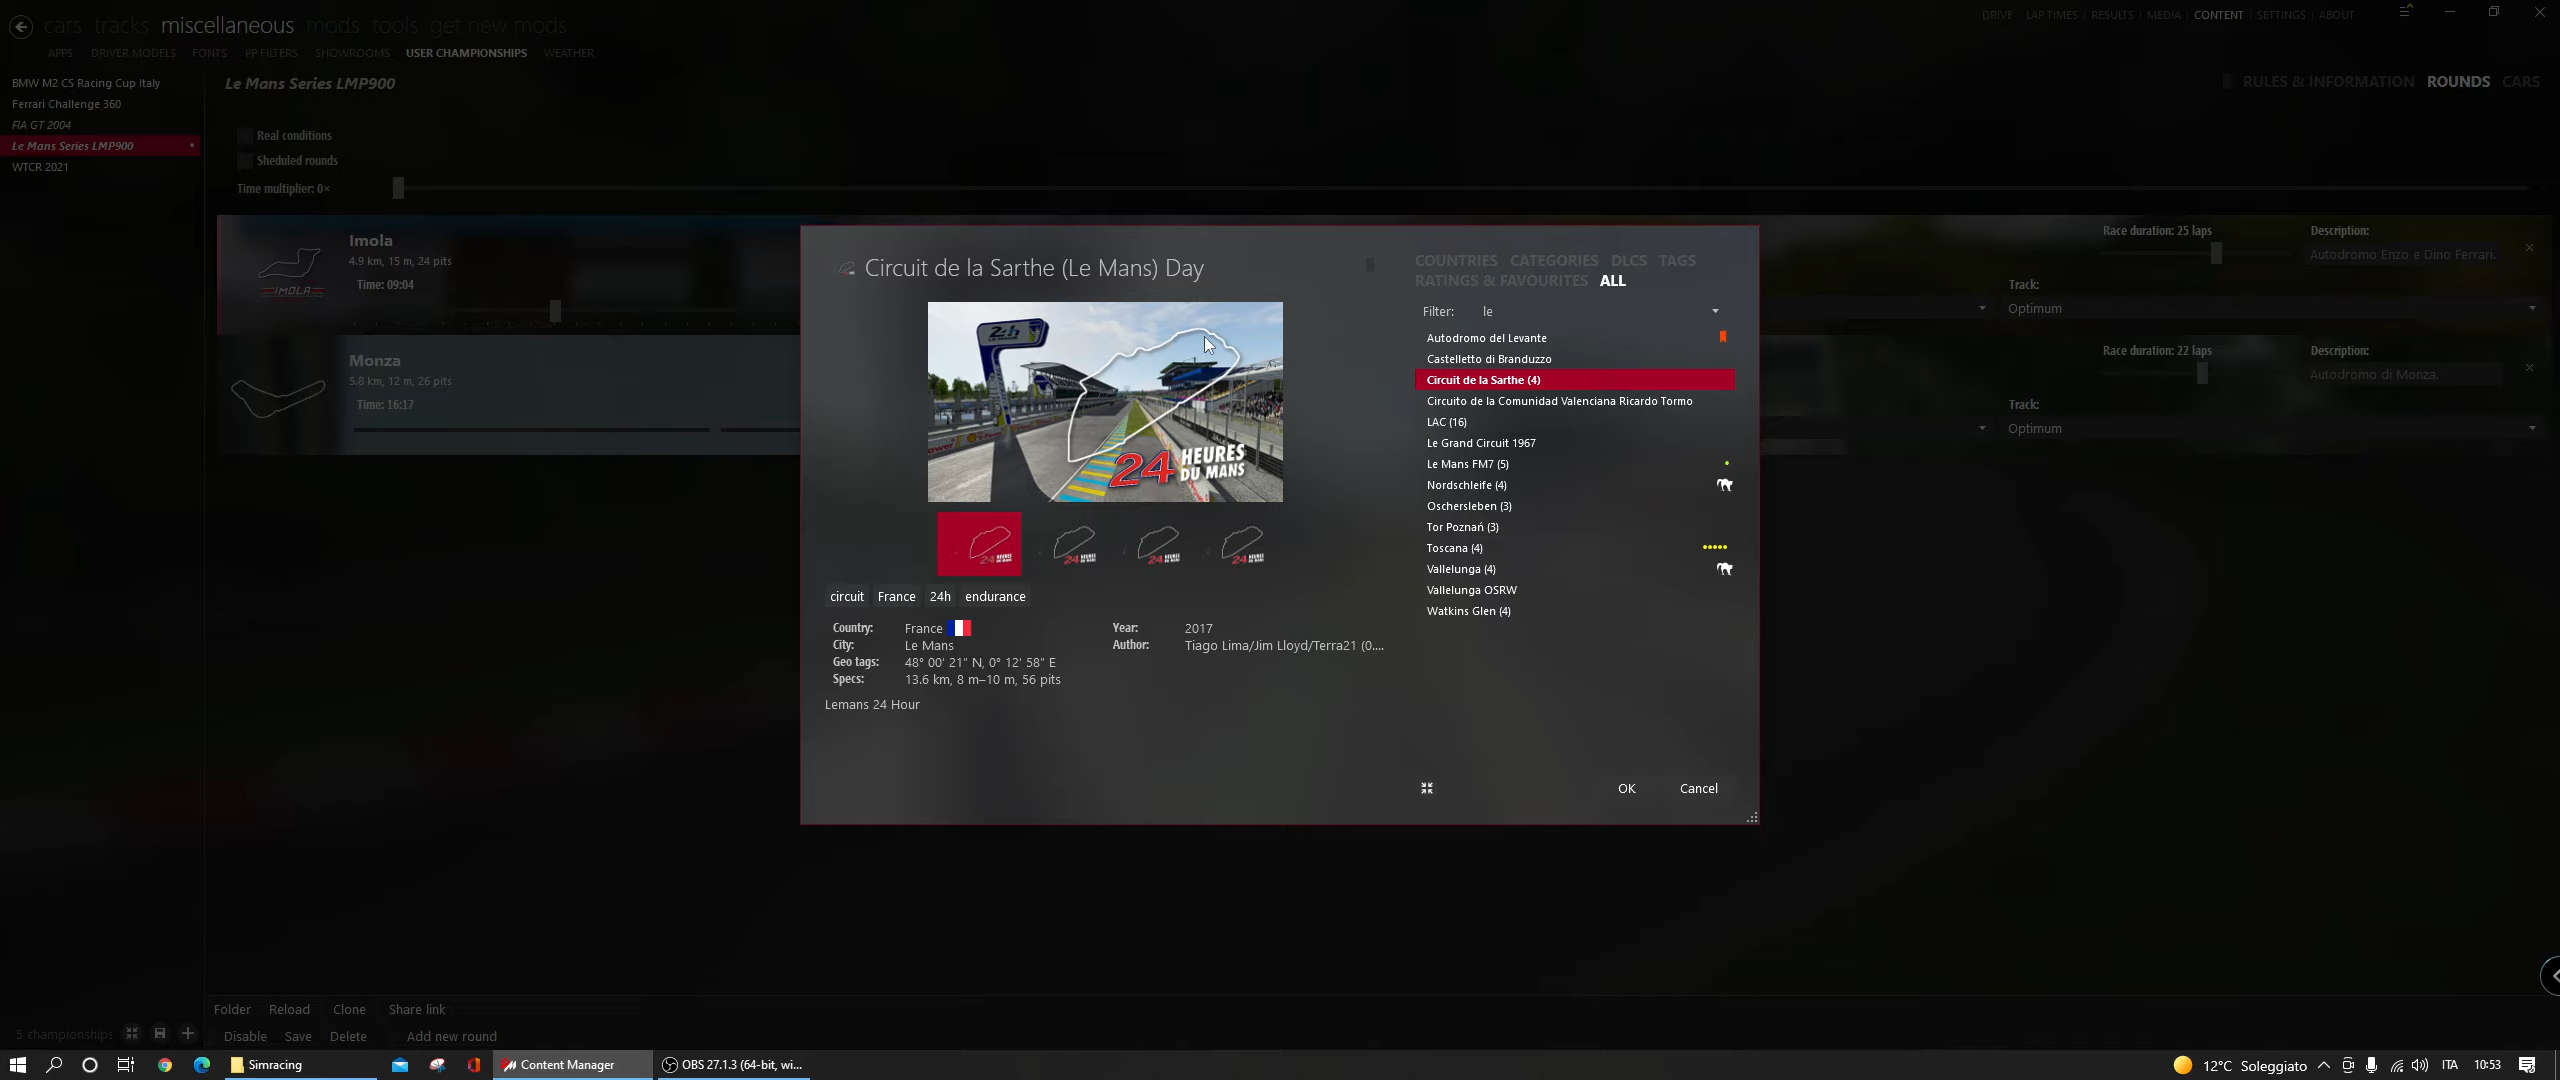 cars tracks miscellaneous mods tools get new mods
DRIVE LAP TIMES RESULTS MEDIA CONTENT SETTINGS ABOUT
APPS DRIVER MODELS FONTS PP FILTERS SHOWROOMS USER CHAMPIONSHIPS WEATHER
BMW M2 CS Racing Cup Italy
Ferrari Challenge 360
FIA GT 2004
Le Mans Series LMP900
WTCR 2021
Le Mans Series LMP900
RULES & INFORMATION ROUNDS CARS
Real conditions
Sheduled rounds
Time multiplier: 0×
Imola
4.9 km, 15 m, 24 pits
Time: 09:04
IMOLA
Race duration: 25 laps
Description:
Autodromo Enzo e Dino Ferrari.
Track:
Optimum
Monza
5.8 km, 12 m, 26 pits
Time: 16:17
Race duration: 22 laps
Description:
Autodromo di Monza.
Track:
Optimum
Circuit de la Sarthe (Le Mans) Day
24h
LE MANS
24 HEURES
DU MANS
circuit France 24h endurance
Country: France
City: Le Mans
Geo tags: 48° 00' 21" N, 0° 12' 58" E
Specs: 13.6 km, 8 m–10 m, 56 pits
Year: 2017
Author: Tiago Lima/Jim Lloyd/Terra21 (0....
Lemans 24 Hour
COUNTRIES CATEGORIES DLCS TAGS
RATINGS & FAVOURITES ALL
Filter: le
Autodromo del Levante
Castelletto di Branduzzo
Circuit de la Sarthe (4)
Circuito de la Comunidad Valenciana Ricardo Tormo
LAC (16)
Le Grand Circuit 1967
Le Mans FM7 (5)
Nordschleife (4)
Oschersleben (3)
Tor Poznań (3)
Toscana (4)
Vallelunga (4)
Vallelunga OSRW
Watkins Glen (4)
OK Cancel
Folder Reload Clone Share link
5 championships
Disable Save Delete Add new round
Simracing
Content Manager
OBS 27.1.3 (64-bit, wi...
12°C Soleggiato
ITA
10:53